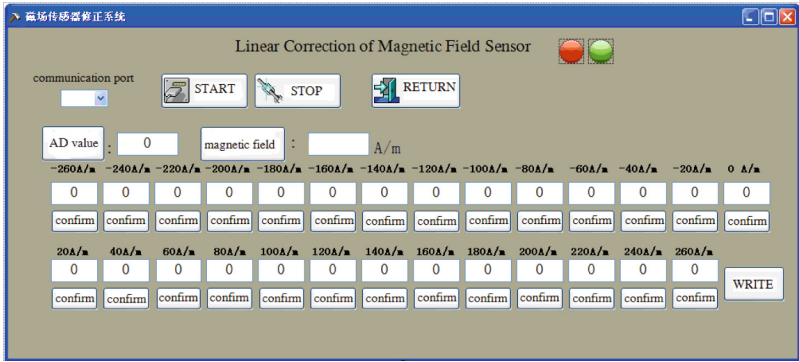 磁场传感器修正系统
Linear Correction of Magnetic Field Sensor
communication port
START STOP RETURN
AD value : 0 magnetic field : A/m
-260A/m -240A/m -220A/m -200A/m -180A/m -160A/m -140A/m -120A/m -100A/m -80A/m -60A/m -40A/m -20A/m 0 A/m
0 0 0 0 0 0 0 0 0 0 0 0 0 0
confirm confirm confirm confirm confirm confirm confirm confirm confirm confirm confirm confirm confirm confirm
20A/m 40A/m 60A/m 80A/m 100A/m 120A/m 140A/m 160A/m 180A/m 200A/m 220A/m 240A/m 260A/m
0 0 0 0 0 0 0 0 0 0 0 0 0
WRITE
confirm confirm confirm confirm confirm confirm confirm confirm confirm confirm confirm confirm confirm